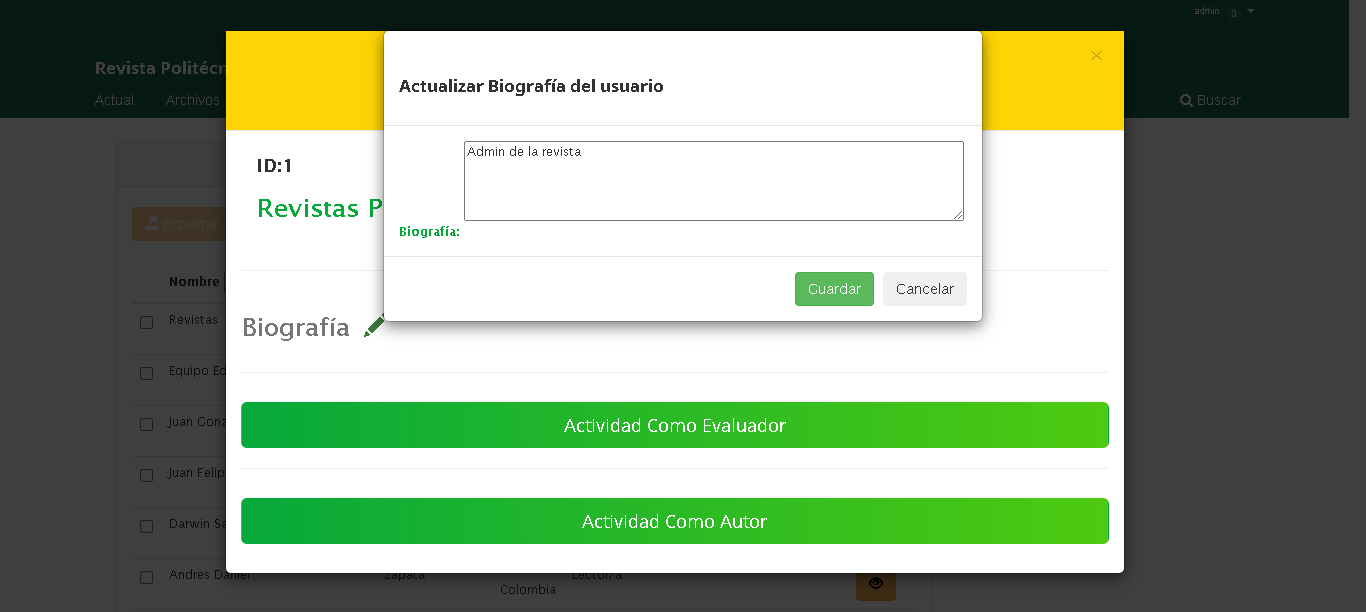 admin 3
Revista Politécn
Actual Archivos Buscar
×
Actualizar Biografía del usuario
Admin de la revista
Biografía:
Guardar Cancelar
ID:1
Revistas P
Exportar
Nombre
Biografía
Revistas
Equipo Ed
Juan Gonz
Juan Felip
Darwin Sa
Actividad Como Evaluador
Actividad Como Autor
Andres Daniel Zapata Lector/a
Colombia